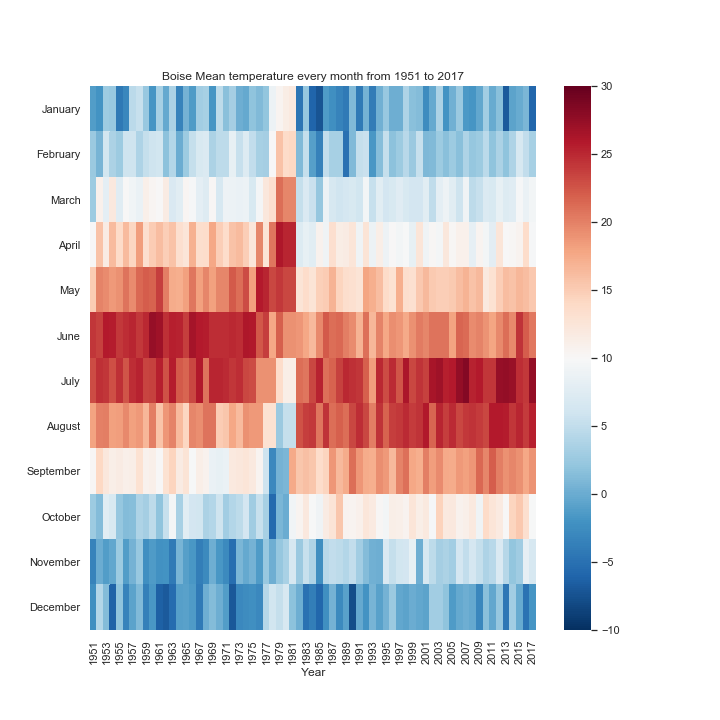 Boise Mean temperature every month from 1951 to 2017
January
February
March
April
May
June
July
August
September
October
November
December
30
25
20
15
10
5
0
−5
−10
1951 1953 1955 1957 1959 1961 1963 1965 1967 1969 1971 1973 1975 1977 1979 1981 1983 1985 1987 1989 1991 1993 1995 1997 1999 2001 2003 2005 2007 2009 2011 2013 2015 2017
Year